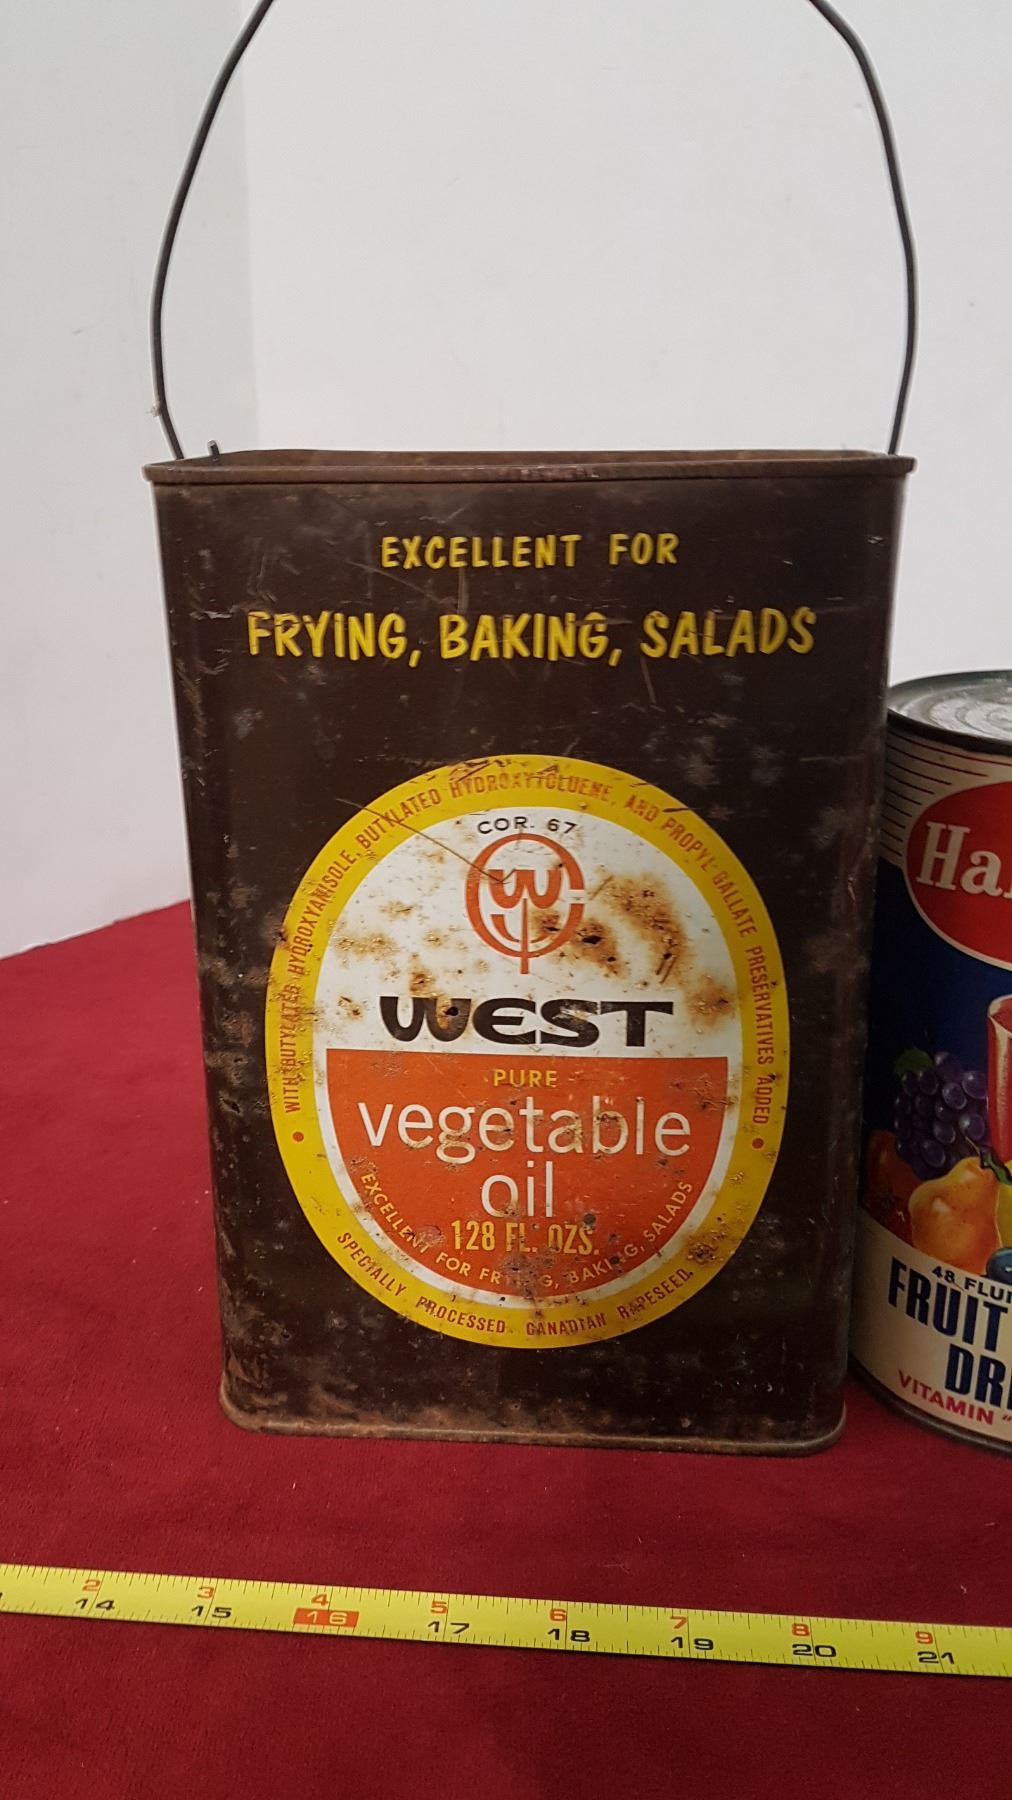 EXCELLENT FOR
FRYING, BAKING, SALADS
WITH BUTYLATED HYDROXYANISOLE, BUTYLATED HYDROXYTOLUENE, AND PROPYL GALLATE PRESERVATIVES ADDED
COR. 67
W
WEST
PURE
vegetable
oil
128 FL. OZS.
EXCELLENT FOR FRYING, BAKING, SALADS
SPECIALLY PROCESSED CANADIAN RAPESEED
Ha
48 FLUI
FRUIT
DR
VITAMIN "
2 3 4 5 6 7 8 9
14 15 16 17 18 19 20 21